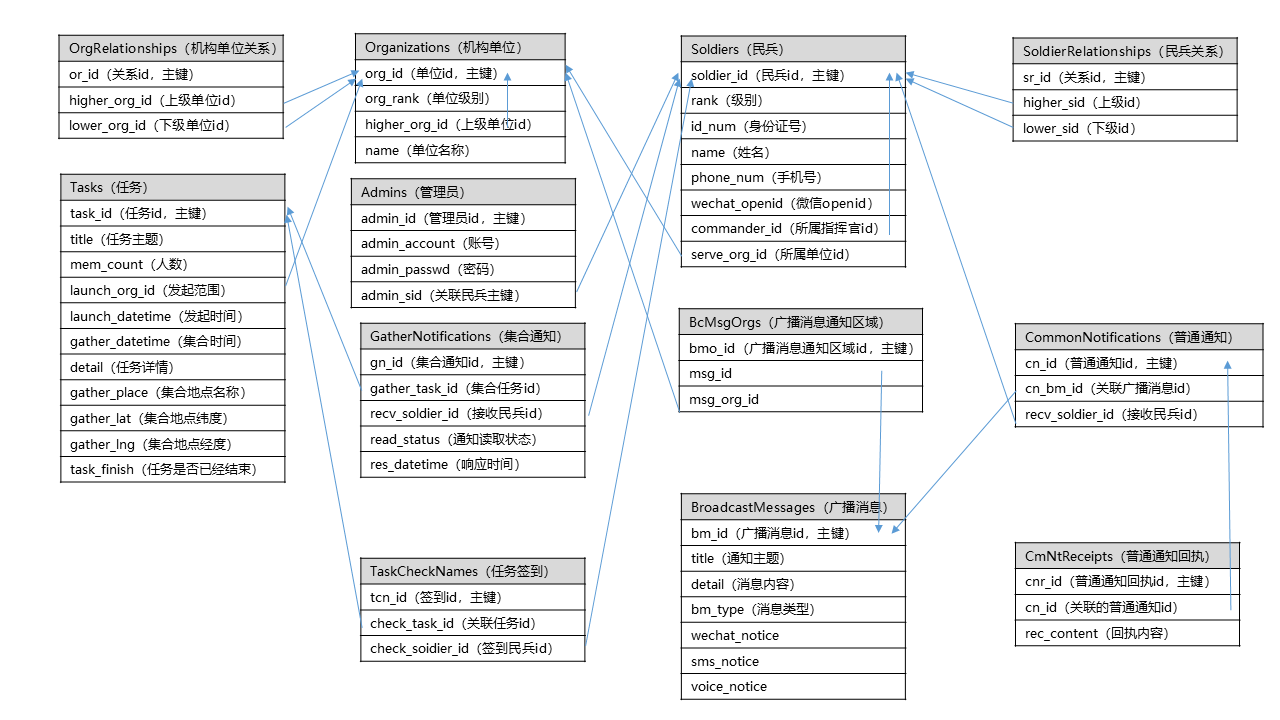 OrgRelationships（机构单位关系）
or_id（关系id，主键）
higher_org_id（上级单位id）
lower_org_id（下级单位id）
Organizations（机构单位）
org_id（单位id，主键）
org_rank（单位级别）
higher_org_id（上级单位id）
name（单位名称）
Soldiers（民兵）
soldier_id（民兵id，主键）
rank（级别）
id_num（身份证号）
name（姓名）
phone_num（手机号）
wechat_openid（微信openid）
commander_id（所属指挥官id）
serve_org_id（所属单位id）
SoldierRelationships（民兵关系）
sr_id（关系id，主键）
higher_sid（上级id）
lower_sid（下级id）
Tasks（任务）
task_id（任务id，主键）
title（任务主题）
mem_count（人数）
launch_org_id（发起范围）
launch_datetime（发起时间）
gather_datetime（集合时间）
detail（任务详情）
gather_place（集合地点名称）
gather_lat（集合地点纬度）
gather_lng（集合地点经度）
task_finish（任务是否已经结束）
Admins（管理员）
admin_id（管理员id，主键）
admin_account（账号）
admin_passwd（密码）
admin_sid（关联民兵主键）
GatherNotifications（集合通知）
gn_id（集合通知id，主键）
gather_task_id（集合任务id）
recv_soldier_id（接收民兵id）
read_status（通知读取状态）
res_datetime（响应时间）
BcMsgOrgs（广播消息通知区域）
bmo_id（广播消息通知区域id，主键）
msg_id
msg_org_id
CommonNotifications（普通通知）
cn_id（普通通知id，主键）
cn_bm_id（关联广播消息id）
recv_soldier_id（接收民兵id）
TaskCheckNames（任务签到）
tcn_id（签到id，主键）
check_task_id（关联任务id）
check_soidier_id（签到民兵id）
BroadcastMessages（广播消息）
bm_id（广播消息id，主键）
title（通知主题）
detail（消息内容）
bm_type（消息类型）
wechat_notice
sms_notice
voice_notice
CmNtReceipts（普通通知回执）
cnr_id（普通通知回执id，主键）
cn_id（关联的普通通知id）
rec_content（回执内容）